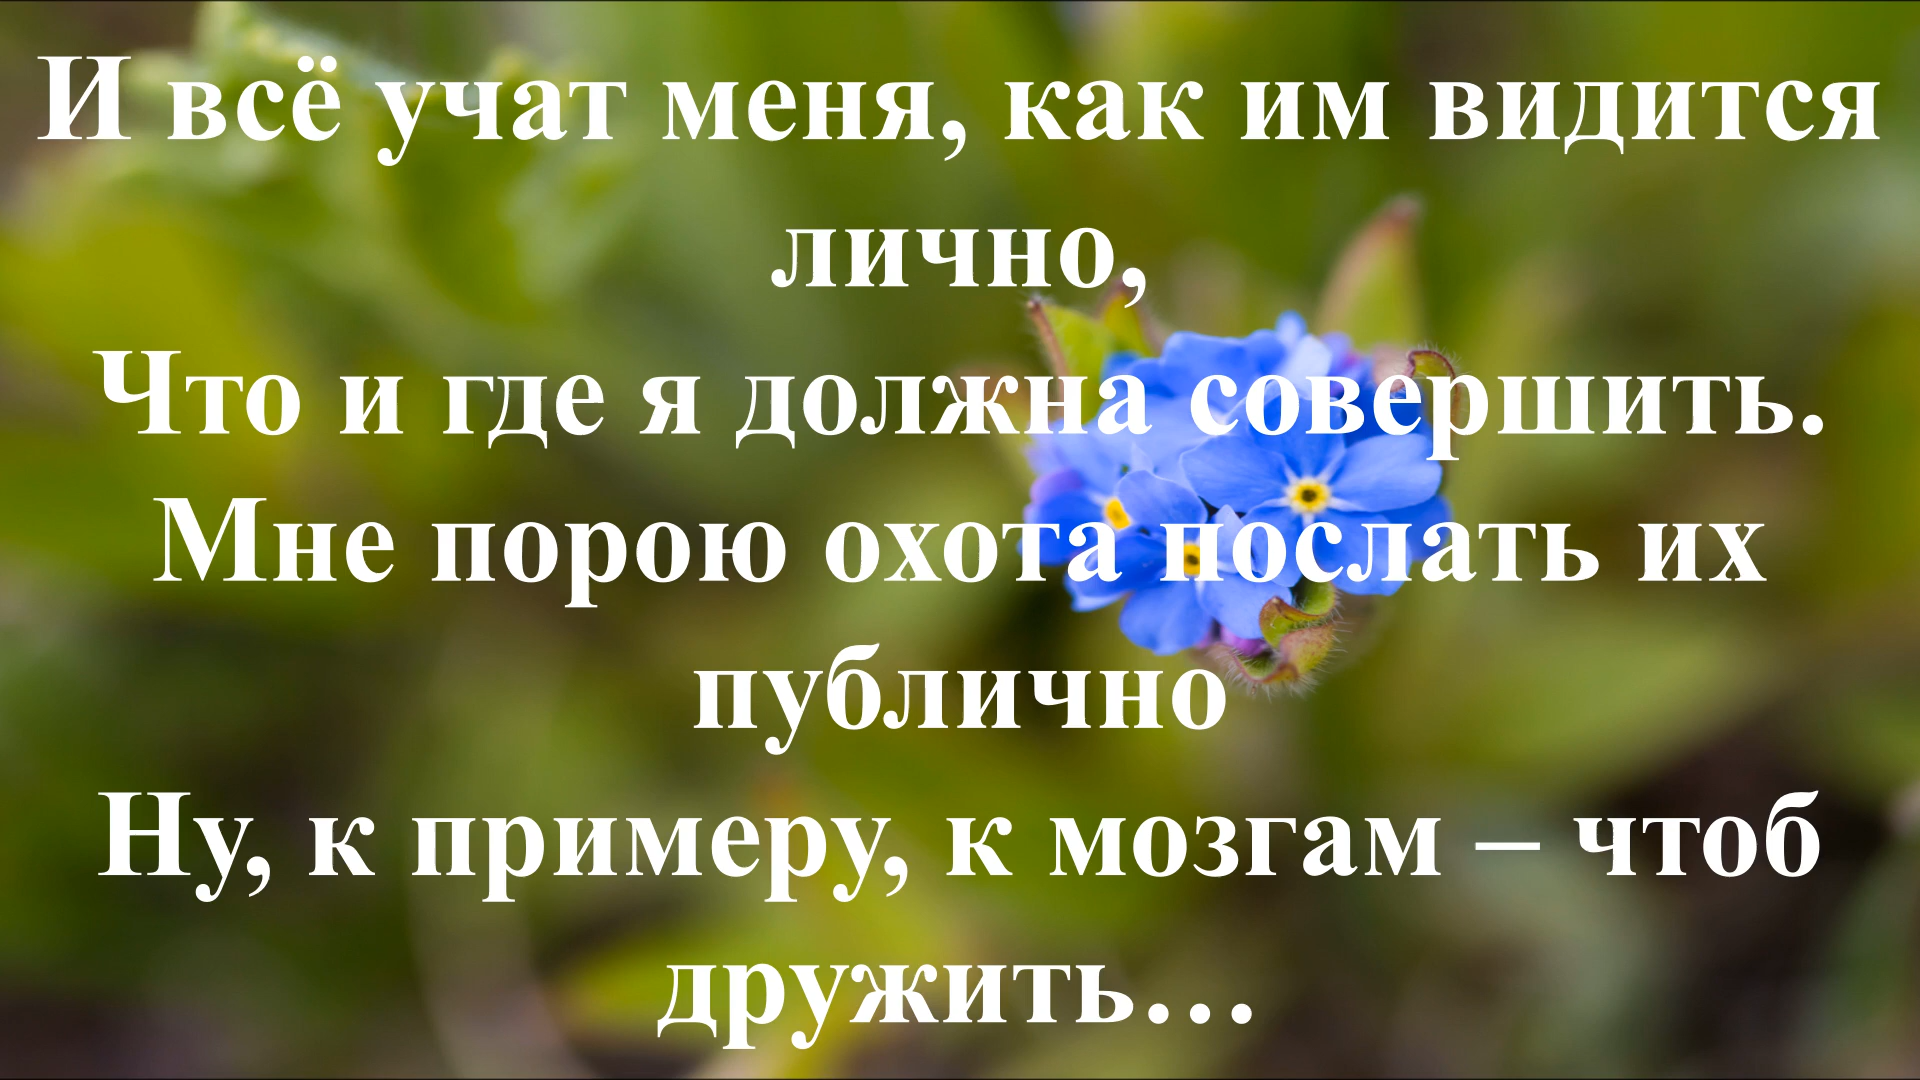 И всё учат меня, как им видится
лично,
Что и где я должна совершить.
Мне порою охота послать их
публично
Ну, к примеру, к мозгам – чтоб
дружить…